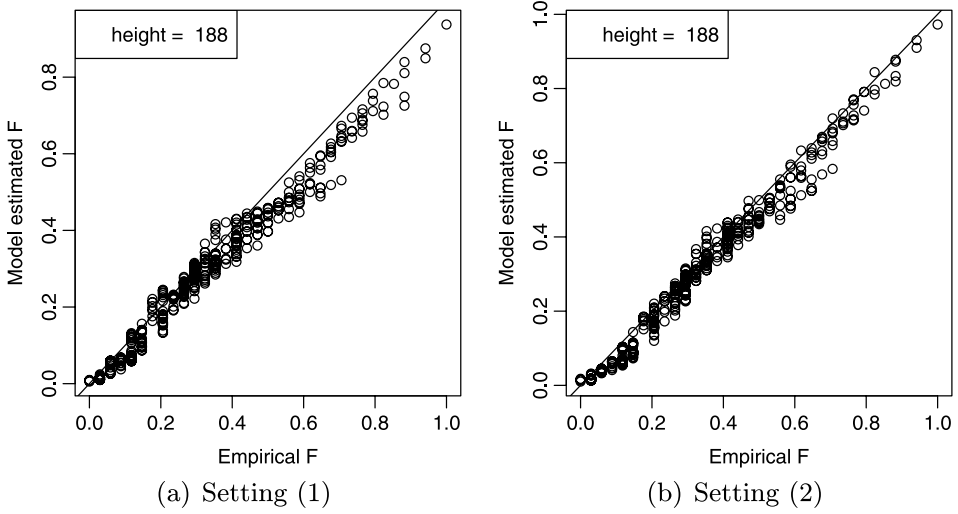 height = 188
Model estimated F
0.0 0.2 0.4 0.6 0.8
0.0 0.2 0.4 0.6 0.8 1.0
Empirical F
(a) Setting (1)
height = 188
Model estimated F
0.0 0.2 0.4 0.6 0.8 1.0
0.0 0.2 0.4 0.6 0.8 1.0
Empirical F
(b) Setting (2)